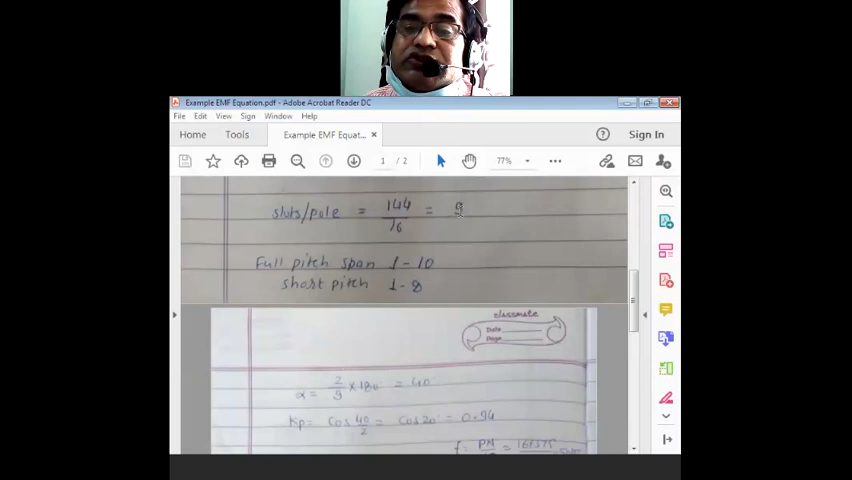 Example EMF Equation.pdf - Adobe Acrobat Reader DC
File Edit View Sign Window Help
Home Tools Example EMF Equat... × ? Sign In
1 / 2 77%
slots/pole = 144/16 = 9
Full pitch span 1 - 10
short pitch 1 - 8
classmate
Date
Page
α = 2/9 × 180° = 40°
Kp = Cos 40/2 = Cos 20° = 0.94
f = PN